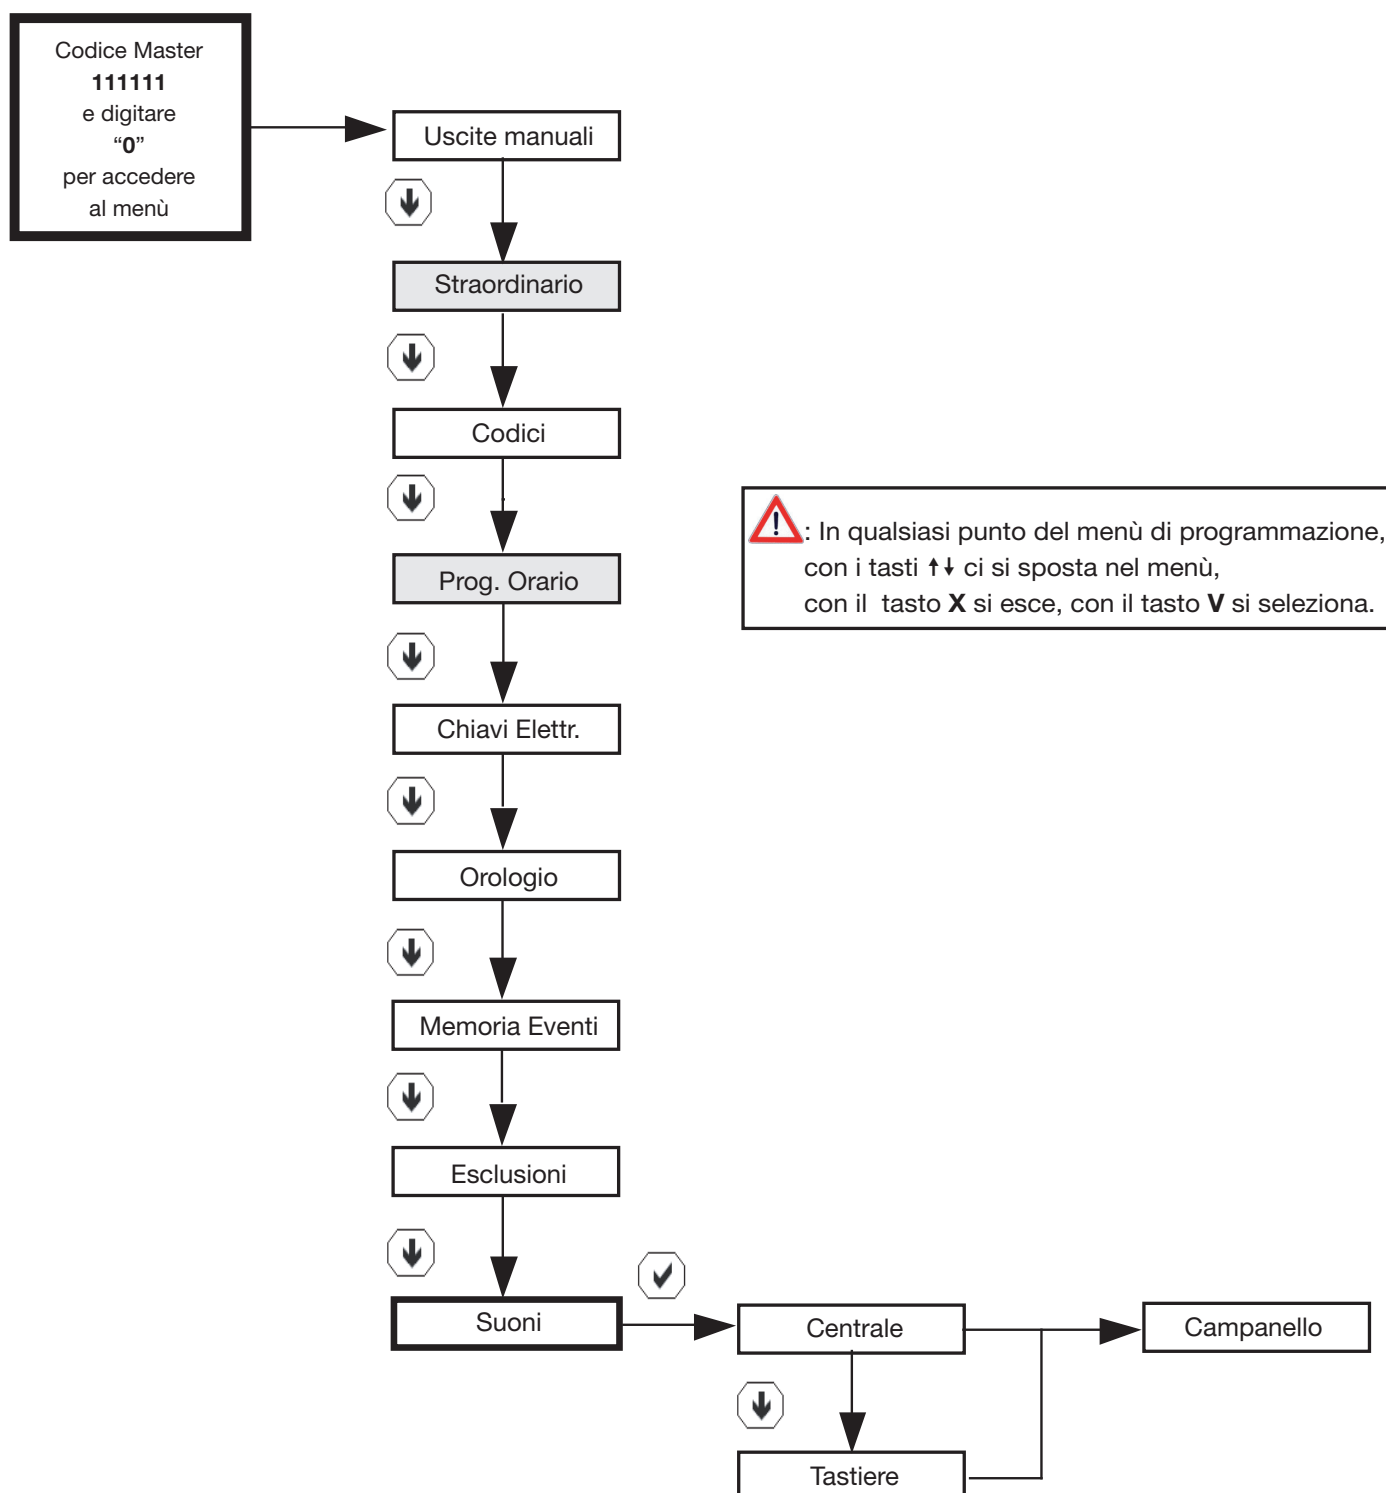 Codice Master
111111
e digitare
“0”
per accedere
al menù
Uscite manuali
Straordinario
Codici
Prog. Orario
: In qualsiasi punto del menù di programmazione,
con i tasti ↑↓ ci si sposta nel menù,
con il tasto X si esce, con il tasto V si seleziona.
Chiavi Elettr.
Orologio
Memoria Eventi
Esclusioni
Suoni
Centrale
Campanello
Tastiere